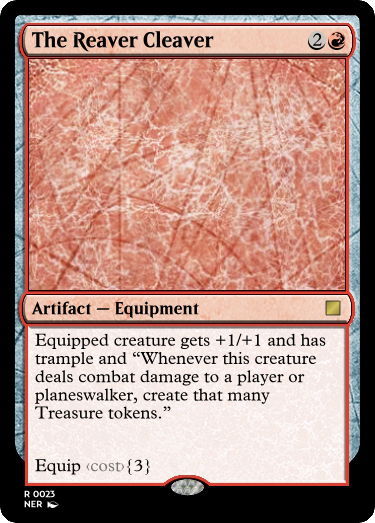 The Reaver Cleaver 2
Artifact — Equipment
Equipped creature gets +1/+1 and has
trample and “Whenever this creature
deals combat damage to a player or
planeswalker, create that many
Treasure tokens.”
Equip ‹cost›{3}
R 0023
NER